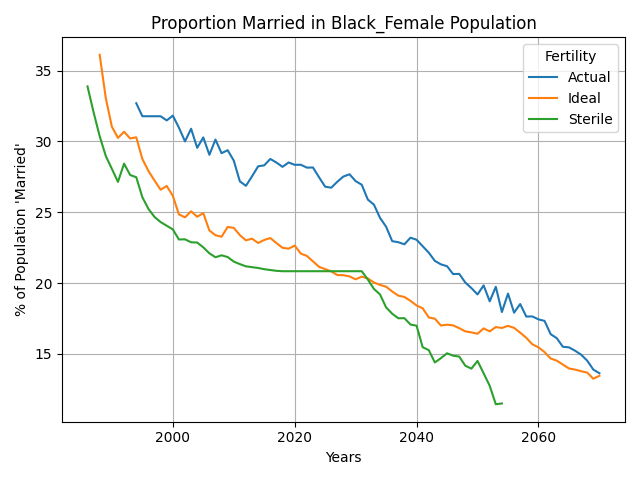 Proportion Married in Black_Female Population
% of Population 'Married'
35
30
25
20
15
Fertility
Actual
Ideal
Sterile
2000
2020
2040
2060
Years